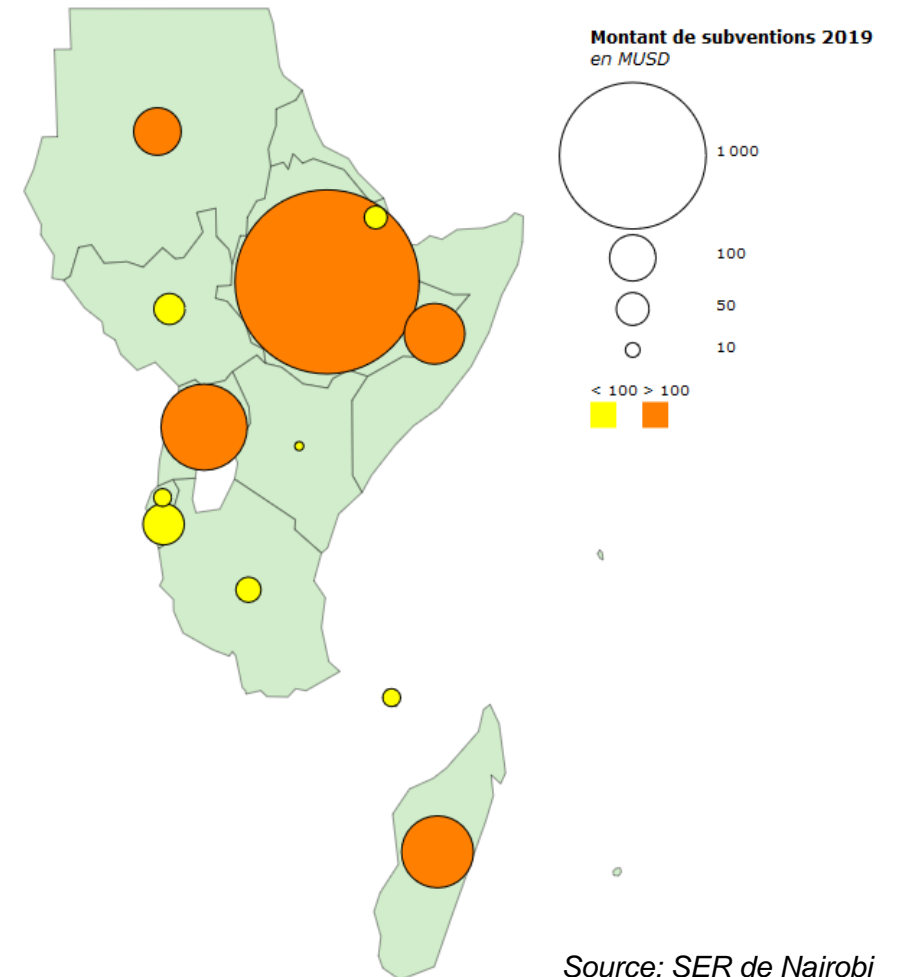 Montant de subventions 2019
en MUSD
1 000
100
50
10
< 100 > 100
Source: SER de Nairobi